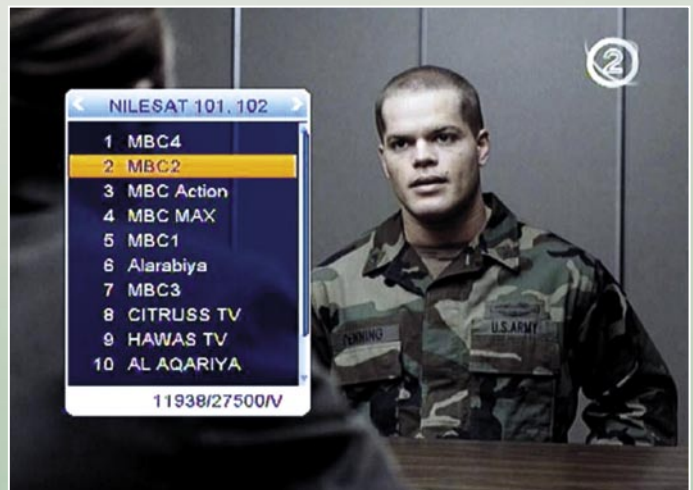 2
NILESAT 101, 102
1 MBC4
2 MBC2
3 MBC Action
4 MBC MAX
5 MBC1
6 Alarabiya
7 MBC3
8 CITRUSS TV
9 HAWAS TV
10 AL AQARIYA
11938/27500/V
U.S.ARMY